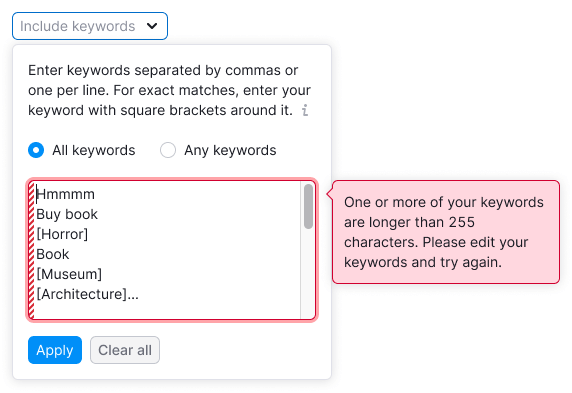 Include keywords
Enter keywords separated by commas or
one per line. For exact matches, enter your
keyword with square brackets around it. i
All keywords
Any keywords
Hmmmm
Buy book
[Horror]
Book
[Museum]
[Architecture]...
One or more of your keywords
are longer than 255
characters. Please edit your
keywords and try again.
Apply
Clear all